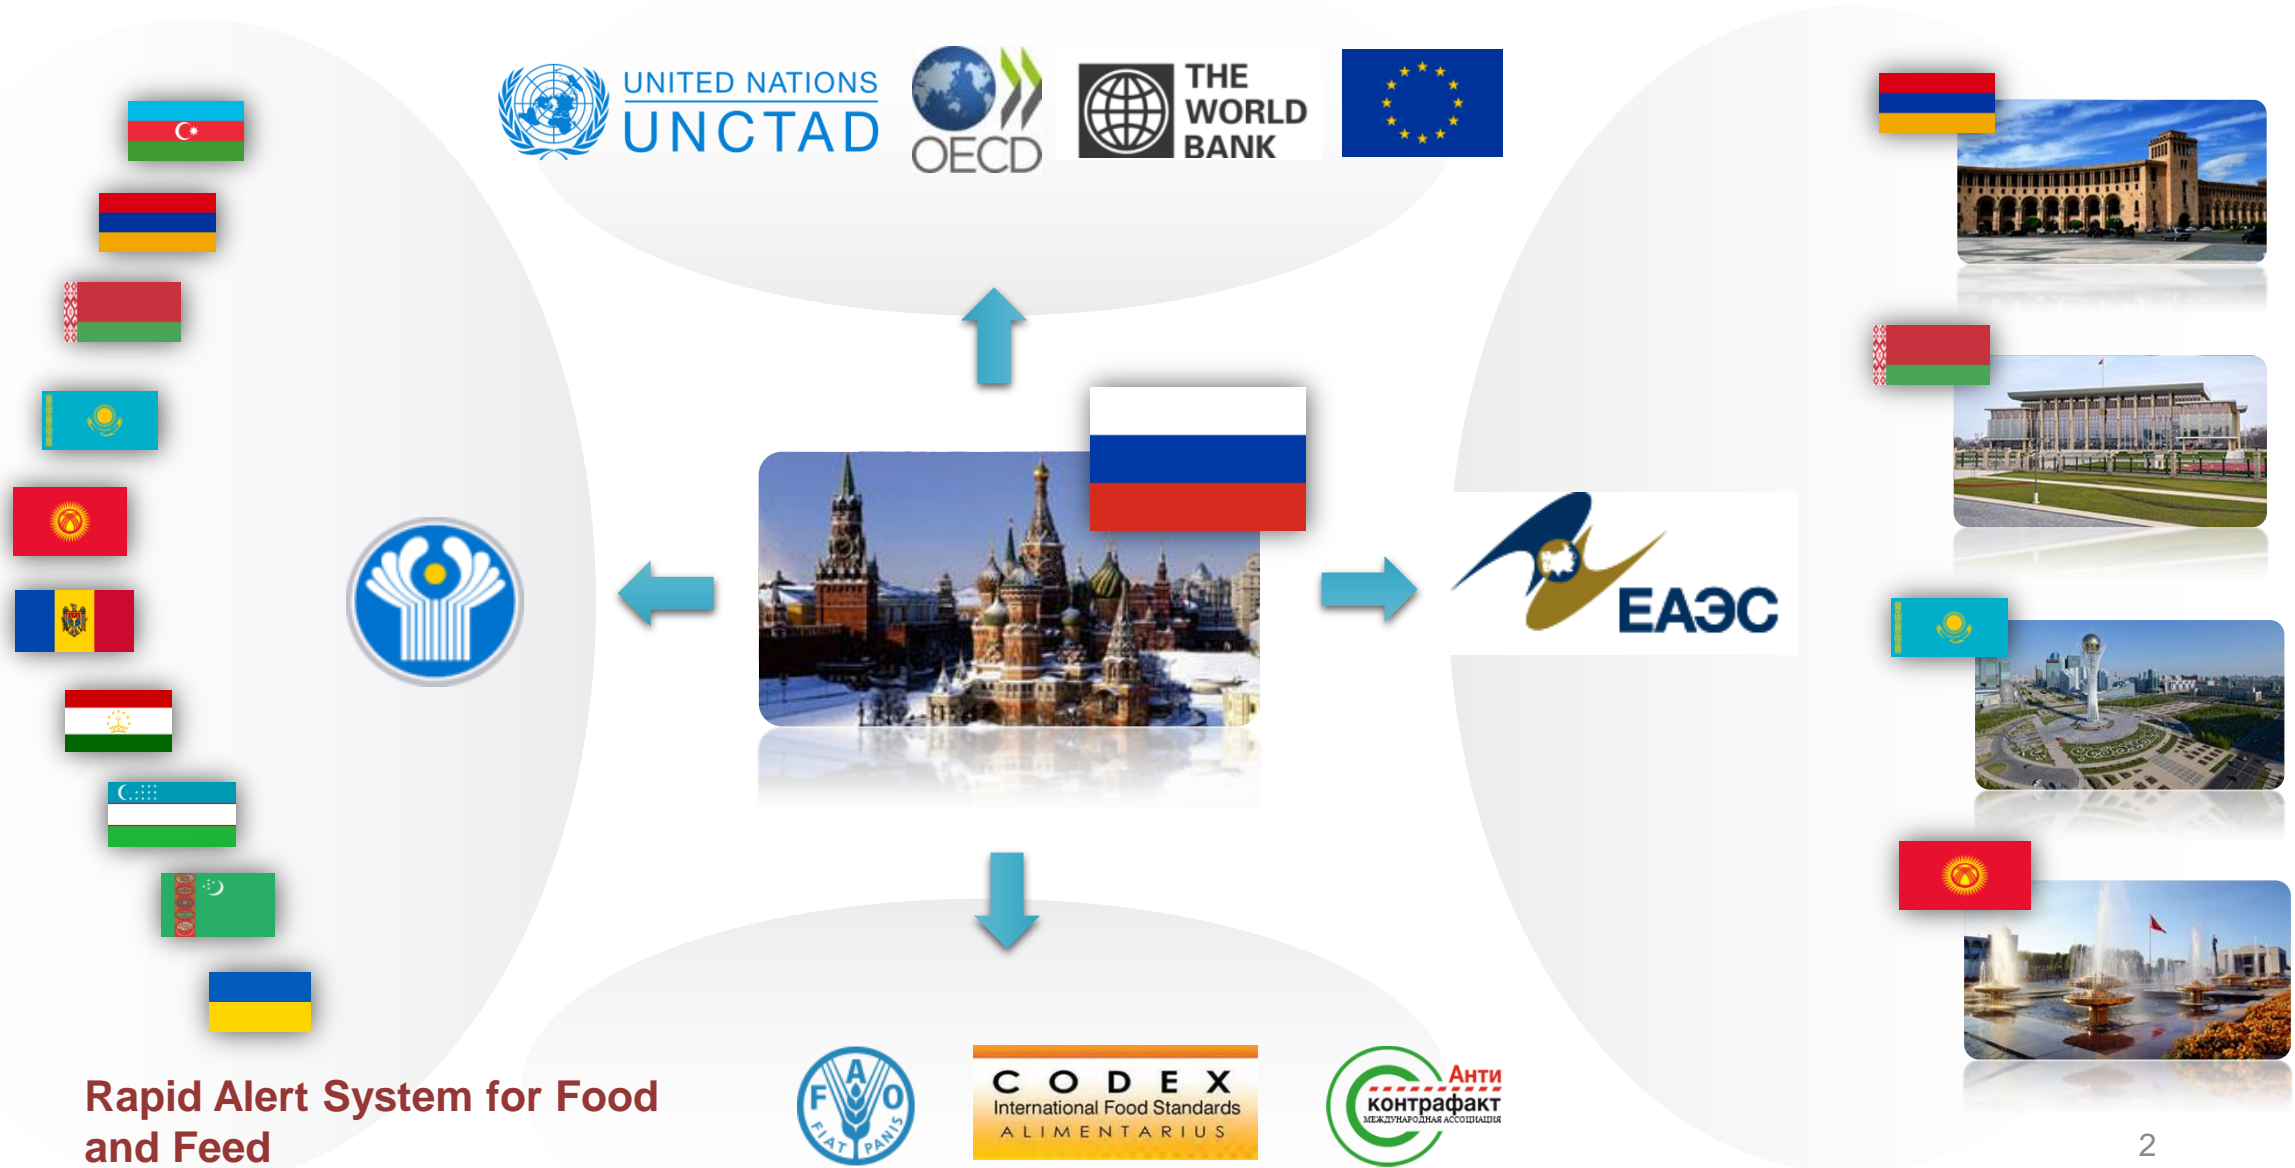 UNITED NATIONS
UNCTAD
OECD
THE
WORLD
BANK
ЕАЭС
Rapid Alert System for Food
and Feed
F A O
FIAT PANIS
CODEX
International Food Standards
ALIMENTARIUS
Анти
контрафакт
МЕЖДУНАРОДНАЯ АССОЦИАЦИЯ
2